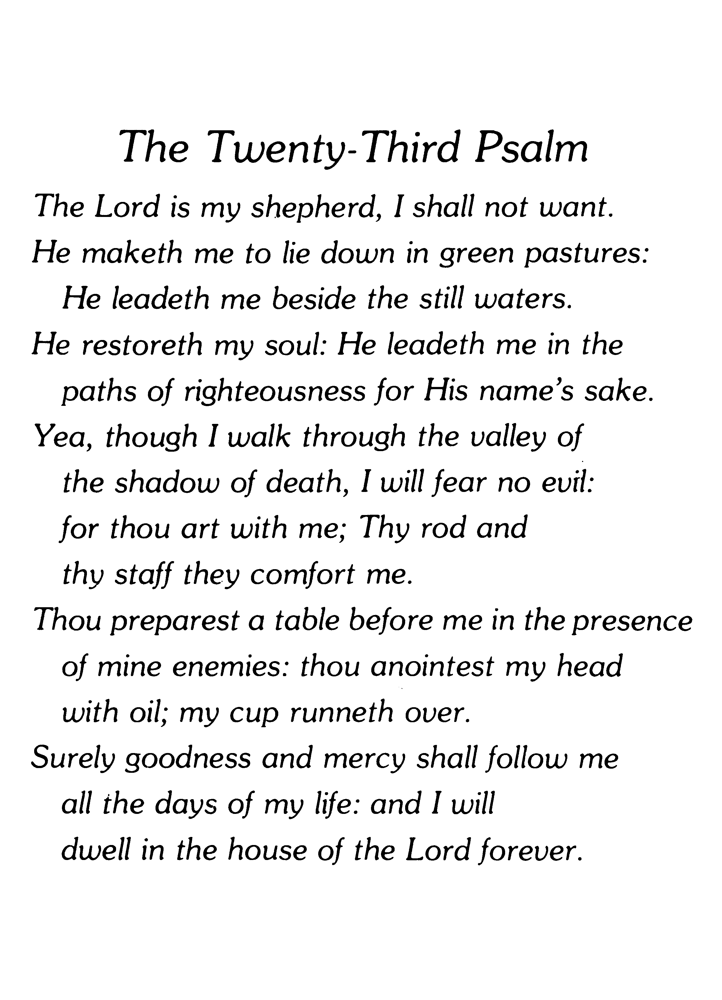 The Twenty-Third Psalm
The Lord is my shepherd, I shall not want.
He maketh me to lie down in green pastures:
He leadeth me beside the still waters.
He restoreth my soul: He leadeth me in the
paths of righteousness for His name's sake.
Yea, though I walk through the valley of
the shadow of death, I will fear no evil:
for thou art with me; Thy rod and
thy staff they comfort me.
Thou preparest a table before me in the presence
of mine enemies: thou anointest my head
with oil; my cup runneth over.
Surely goodness and mercy shall follow me
all the days of my life: and I will
dwell in the house of the Lord forever.